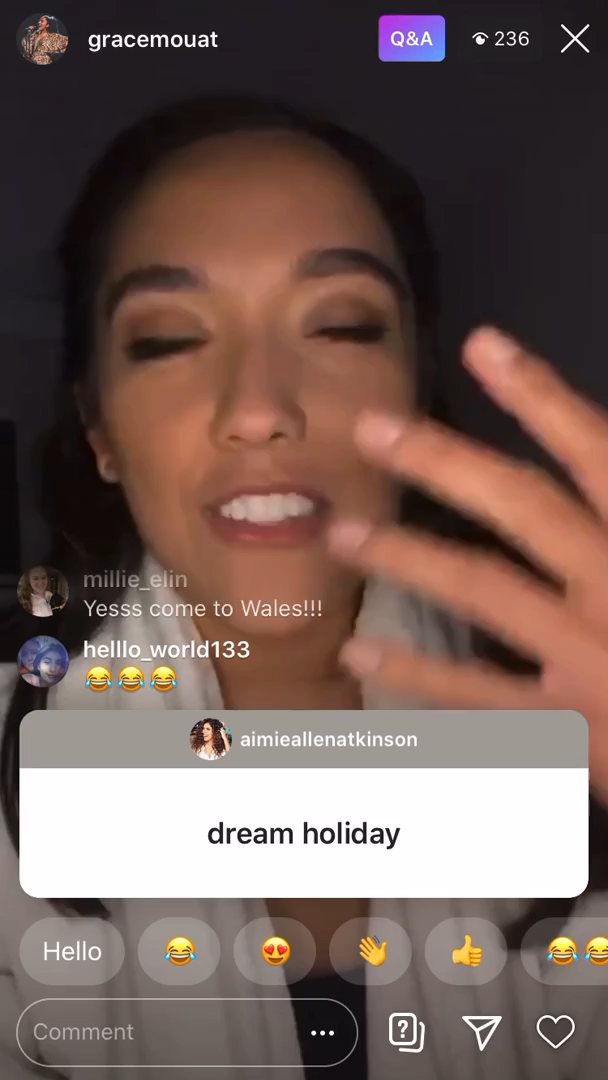 gracemouat
Q&A
236
millie_elin
Yesss come to Wales!!!
helllo_world133
😂😂😂
aimieallenatkinson
dream holiday
Hello
Comment